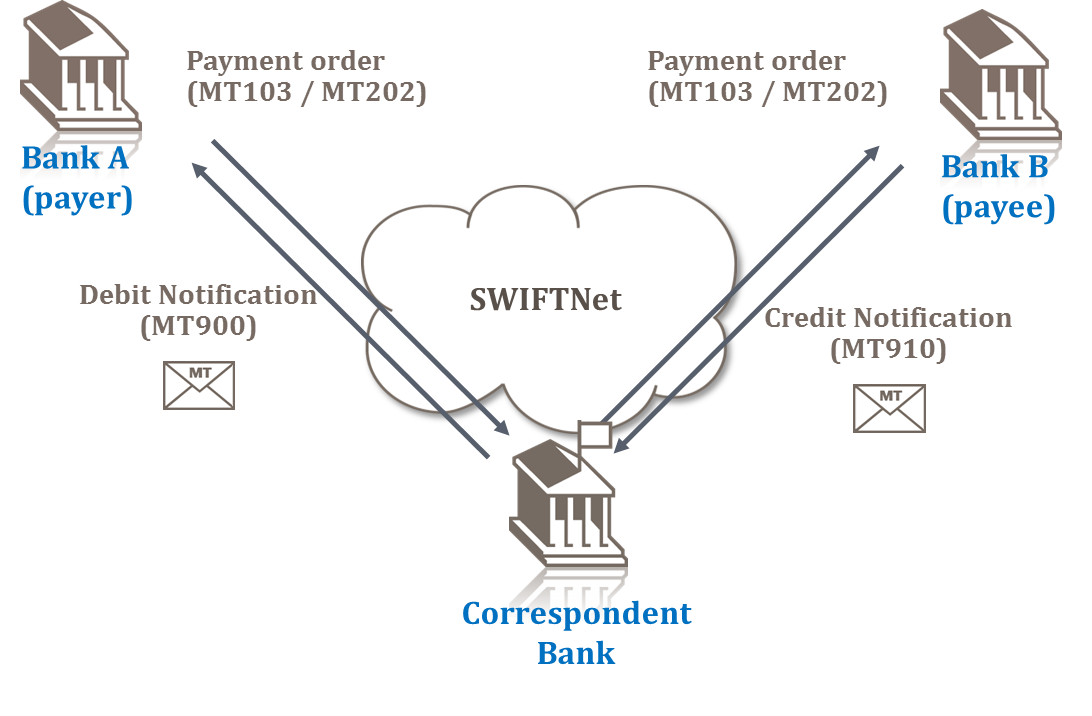 Payment order
(MT103 / MT202)
Payment order
(MT103 / MT202)
Bank A
(payer)
Bank B
(payee)
Debit Notification
(MT900)
SWIFTNet
Credit Notification
(MT910)
MT
MT
Correspondent
Bank